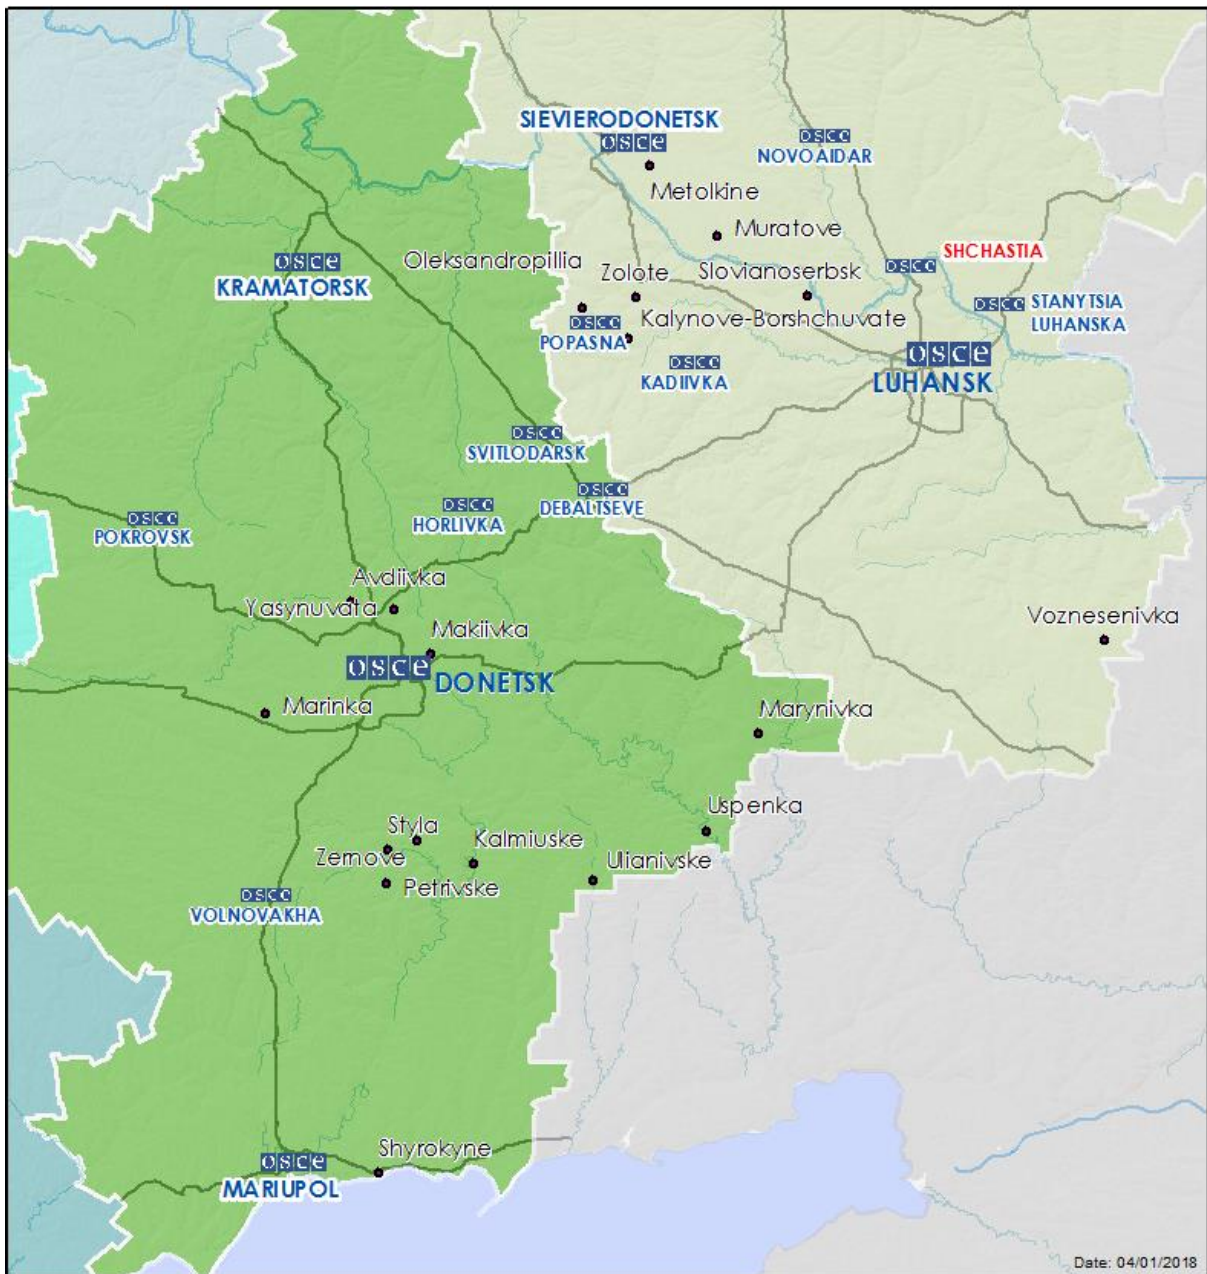 SIEVIERODONETSK
osce
osce
NOVOAIDAR
Metolkine
Muratove
osce
KRAMATORSK
Oleksandropillia
Zolote
Slovianoserbsk
osce
SHCHASTIA
osce
STANYTSIA
LUHANSKA
osce
POPASNA
Kalynove-Borshchuvate
osce
KADIIVKA
osce
LUHANSK
osce
SVITLODARSK
osce
HORLIVKA
osce
DEBALTSEVE
osce
POKROVSK
Avdiivka
Yasynuvata
Makiivka
Voznesenivka
osce
DONETSK
Marinka
Marynivka
Uspenka
Styla
Zernove
Kalmiuske
Ulianivske
Petrivske
osce
VOLNOVAKHA
Shyrokyne
osce
MARIUPOL
Date: 04/01/2018